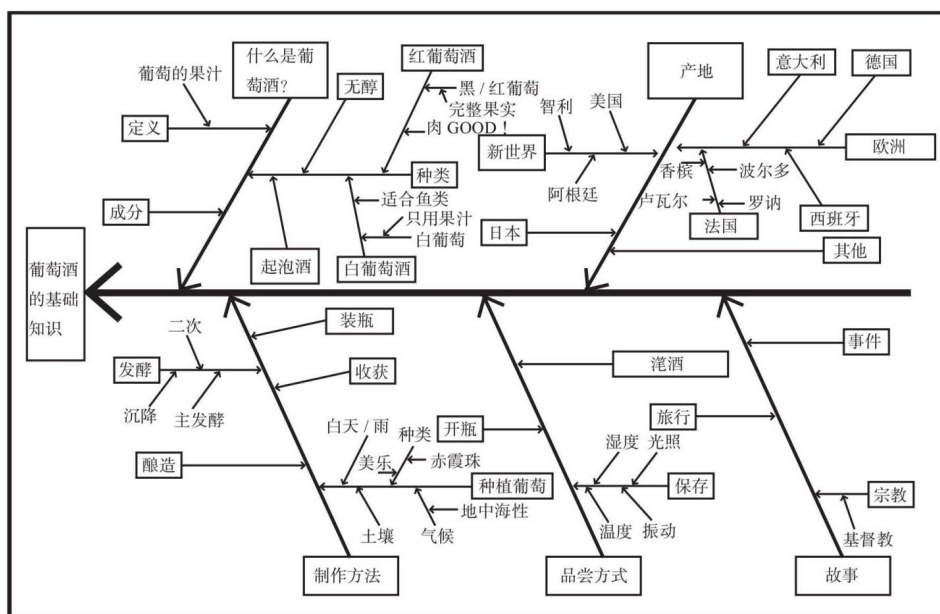 什么是葡
萄酒?
葡萄的果汁
定义
成分
无醇
红葡萄酒
黑 / 红葡萄
完整果实
肉 GOOD !
种类
适合鱼类
只用果汁
白葡萄
起泡酒
白葡萄酒
产地
意大利
德国
智利
美国
新世界
阿根廷
欧洲
香槟
波尔多
卢瓦尔
罗讷
法国
西班牙
日本
其他
葡萄酒
的基础
知识
装瓶
二次
发酵
收获
沉降
主发酵
白天 / 雨
种类
美乐
赤霞珠
酿造
种植葡萄
地中海性
土壤
气候
制作方法
滗酒
开瓶
湿度
光照
保存
温度
振动
品尝方式
事件
旅行
宗教
基督教
故事